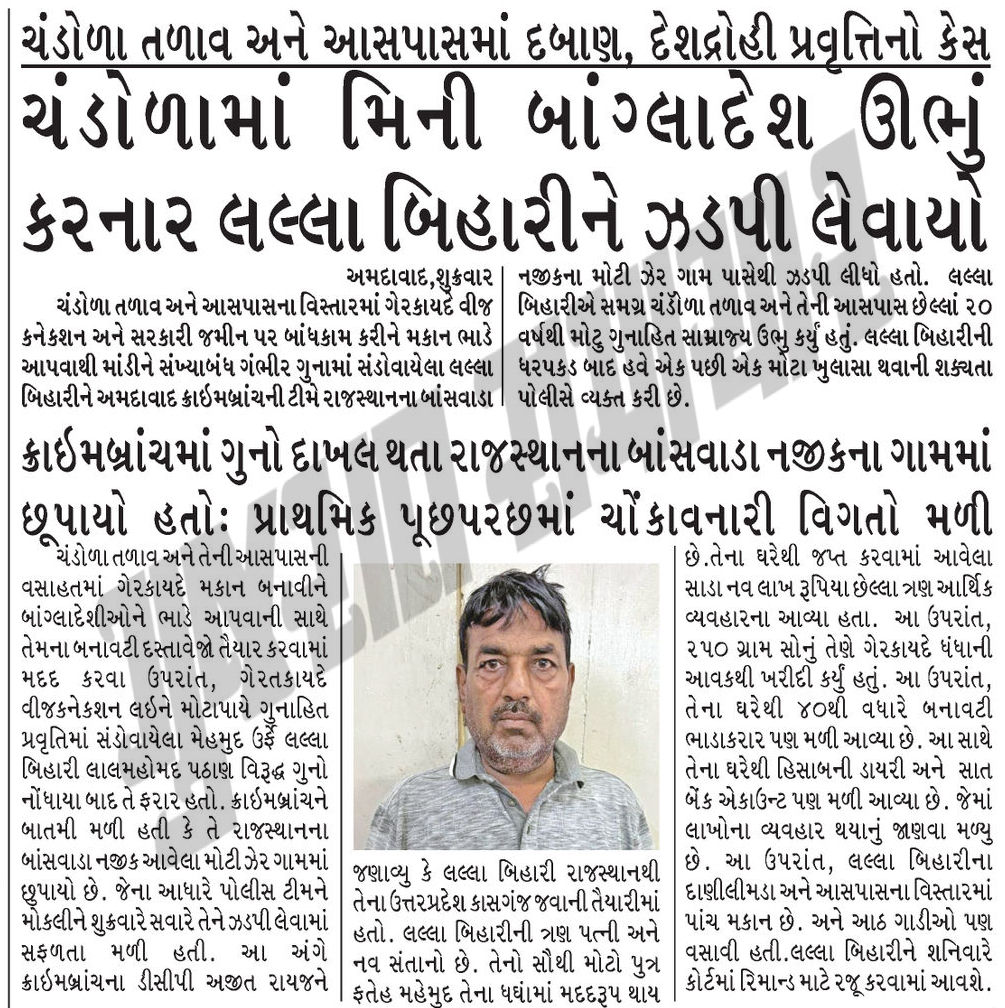 ચંડોળા તળાવ અને આસપાસમાં દબાણ, દેશદ્રોહી પ્રવૃત્તિનો કેસ
ચંડોળામાં મિની બાંગ્લાદેશ ઊભું
કરનાર લલ્લા બિહારીને ઝડપી લેવાયો
અમદાવાદ,શુક્રવાર
ચંડોળા તળાવ અને આસપાસના વિસ્તારમાં ગેરકાયદે વીજ
કનેકશન અને સરકારી જમીન પર બાંધકામ કરીને મકાન ભાડે
આપવાથી માંડીને સંખ્યાબંધ ગંભીર ગુનામાં સંડોવાયેલા લલ્લા
બિહારીને અમદાવાદ ક્રાઇમબ્રાંચની ટીમે રાજસ્થાનના બાંસવાડા
નજીકના મોટી ઝેર ગામ પાસેથી ઝડપી લીધો હતો. લલ્લા
બિહારીએ સમગ્ર ચંડોળા તળાવ અને તેની આસપાસ છેલ્લાં ૨૦
વર્ષથી મોટુ ગુનાહિત સામ્રાજ્ય ઉભુ કર્યું હતું. લલ્લા બિહારીની
ધરપકડ બાદ હવે એક પછી એક મોટા ખુલાસા થવાની શક્યતા
પોલીસે વ્યક્ત કરી છે.
ક્રાઇમબ્રાંચમાં ગુનો દાખલ થતા રાજસ્થાનના બાંસવાડા નજીકના ગામમાં
છૂપાયો હતોઃ પ્રાથમિક પૂછપરછમાં ચોંકાવનારી વિગતો મળી
ચંડોળા તળાવ અને તેની આસપાસની
વસાહતમાં ગેરકાયદે મકાન બનાવીને
બાંગ્લાદેશીઓને ભાડે આપવાની સાથે
તેમના બનાવટી દસ્તાવેજો તૈયાર કરવામાં
મદદ કરવા ઉપરાંત, ગેરતકાયદે
વીજકનેકશન લઇને મોટાપાયે ગુનાહિત
પ્રવૃતિમાં સંડોવાયેલા મેહમુદ ઉર્ફે લલ્લા
બિહારી લાલમહોમદ પઠાણ વિરૂદ્ધ ગુનો
નોંધાયા બાદ તે ફરાર હતો. ક્રાઇમબ્રાંચને
બાતમી મળી હતી કે તે રાજસ્થાનના
બાંસવાડા નજીક આવેલા મોટી ઝેર ગામમાં
છુપાયો છે. જેના આધારે પોલીસ ટીમને
મોકલીને શુક્રવારે સવારે તેને ઝડપી લેવામાં
સફળતા મળી હતી. આ અંગે
ક્રાઇમબ્રાંચના ડીસીપી અજીત રાયજને
જણાવ્યુ કે લલ્લા બિહારી રાજસ્થાનથી
તેના ઉત્તરપ્રદેશ કાસગંજ જવાની તૈયારીમાં
હતો. લલ્લા બિહારીની ત્રણ પત્ની અને
નવ સંતાનો છે. તેનો સૌથી મોટો પુત્ર
ફતેહ મહેમુદ તેના ધઘામાં મદદરૂપ થાય
છે.તેના ઘરેથી જપ્ત કરવામાં આવેલા
સાડા નવ લાખ રૂપિયા છેલ્લા ત્રણ આર્થિક
વ્યવહારના આવ્યા હતા. આ ઉપરાંત,
૨૫૦ ગ્રામ સોનું તેણે ગેરકાયદે ધંધાની
આવકથી ખરીદી કર્યું હતું. આ ઉપરાંત,
તેના ઘરેથી ૪૦થી વધારે બનાવટી
ભાડાકરાર પણ મળી આવ્યા છે. આ સાથે
તેના ઘરેથી હિસાબની ડાયરી અને સાત
બેંક એકાઉન્ટ પણ મળી આવ્યા છે. જેમાં
લાખોના વ્યવહાર થયાનું જાણવા મળ્યુ
છે. આ ઉપરાંત, લલ્લા બિહારીના
દાણીલીમડા અને આસપાસના વિસ્તારમાં
પાંચ મકાન છે. અને આઠ ગાડીઓ પણ
વસાવી હતી.લલ્લા બિહારીને શનિવારે
કોર્ટમાં રિમાન્ડ માટે રજૂ કરવામાં આવશે.
ગુજરાત સમાચાર